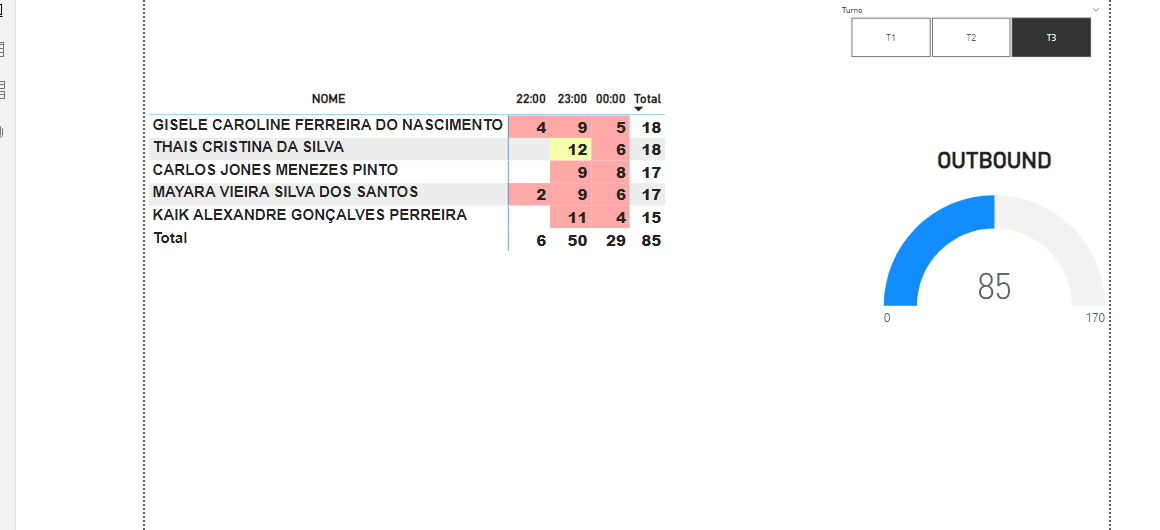 Turno
T1 T2 T3
NOME 22:00 23:00 00:00 Total
GISELE CAROLINE FERREIRA DO NASCIMENTO 4 9 5 18
THAIS CRISTINA DA SILVA 12 6 18
CARLOS JONES MENEZES PINTO 9 8 17
MAYARA VIEIRA SILVA DOS SANTOS 2 9 6 17
KAIK ALEXANDRE GONÇALVES PERREIRA 11 4 15
Total 6 50 29 85
OUTBOUND
85
0 170